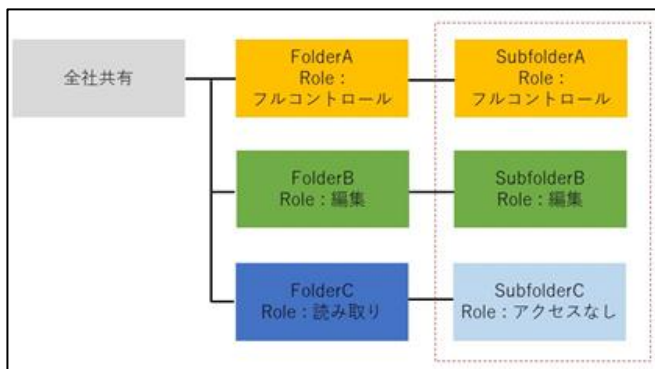 全社共有
FolderA
Role：
フルコントロール
SubfolderA
Role：
フルコントロール
FolderB
Role：編集
SubfolderB
Role：編集
FolderC
Role：読み取り
SubfolderC
Role：アクセスなし